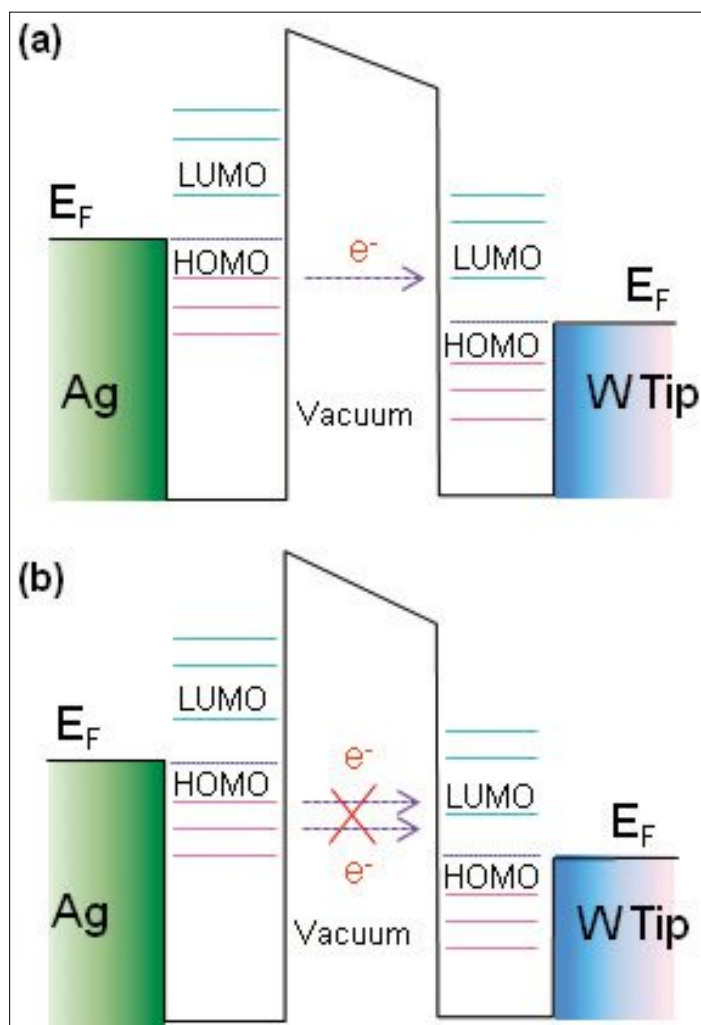 (a)
LUMO
E_F
HOMO
e⁻
LUMO
E_F
HOMO
Ag
Vacuum
W Tip
(b)
LUMO
E_F
e⁻
HOMO
LUMO
E_F
e⁻
HOMO
Ag
Vacuum
W Tip